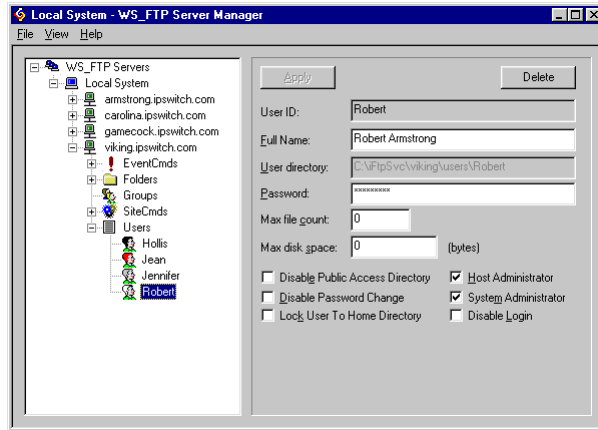 Local System - WS_FTP Server Manager
File View Help
WS_FTP Servers
Local System
armstrong.ipswitch.com
carolina.ipswitch.com
gamecock.ipswitch.com
viking.ipswitch.com
EventCmds
Folders
Groups
SiteCmds
Users
Hollis
Jean
Jennifer
Robert
Apply Delete
User ID: Robert
Full Name: Robert Armstrong
User directory: C:\iFtpSvc\viking\users\Robert
Password: *********
Max file count: 0
Max disk space: 0 (bytes)
Disable Public Access Directory Host Administrator
Disable Password Change System Administrator
Lock User To Home Directory Disable Login